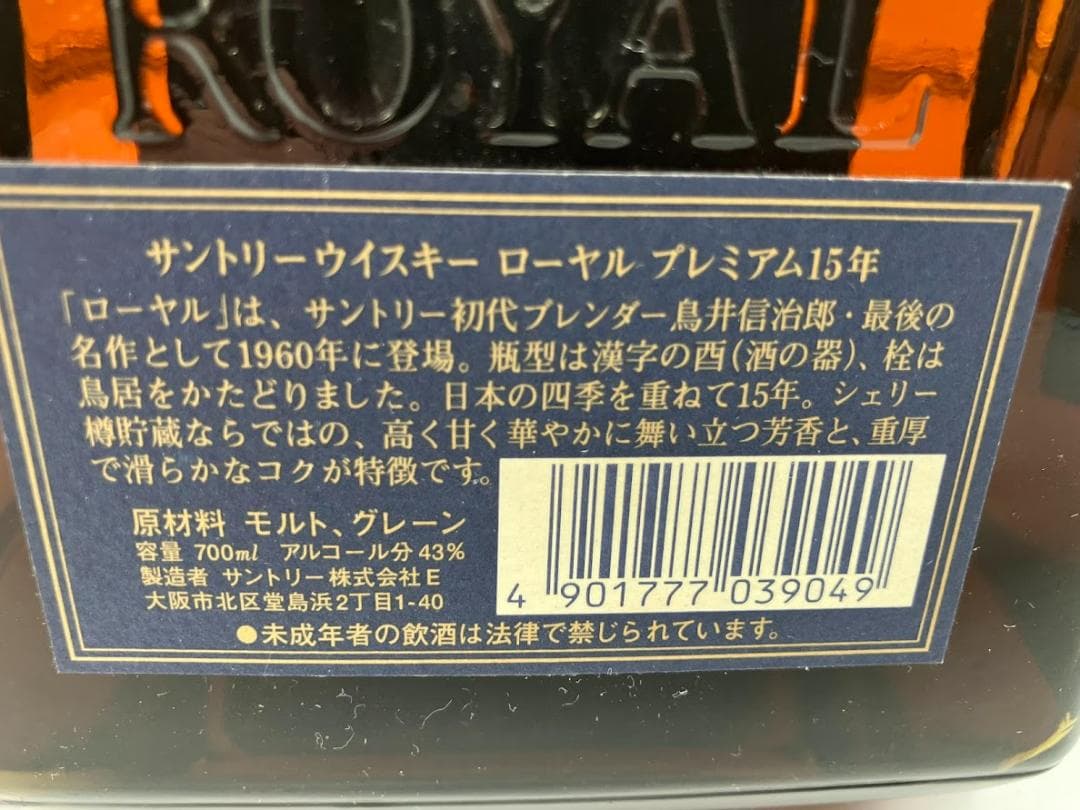 ROYAL
サントリーウイスキー ローヤル プレミアム15年
「ローヤル」は、サントリー初代ブレンダー鳥井信治郎・最後の
名作として1960年に登場。瓶型は漢字の酉(酒の器)、栓は
鳥居をかたどりました。日本の四季を重ねて15年。シェリー
樽貯蔵ならではの、高く甘く華やかに舞い立つ芳香と、重厚
で滑らかなコクが特徴です。
原材料 モルト、グレーン
容量 700ml アルコール分43%
製造者 サントリー株式会社E
大阪市北区堂島浜2丁目1-40
4 901777 039049
●未成年者の飲酒は法律で禁じられています。